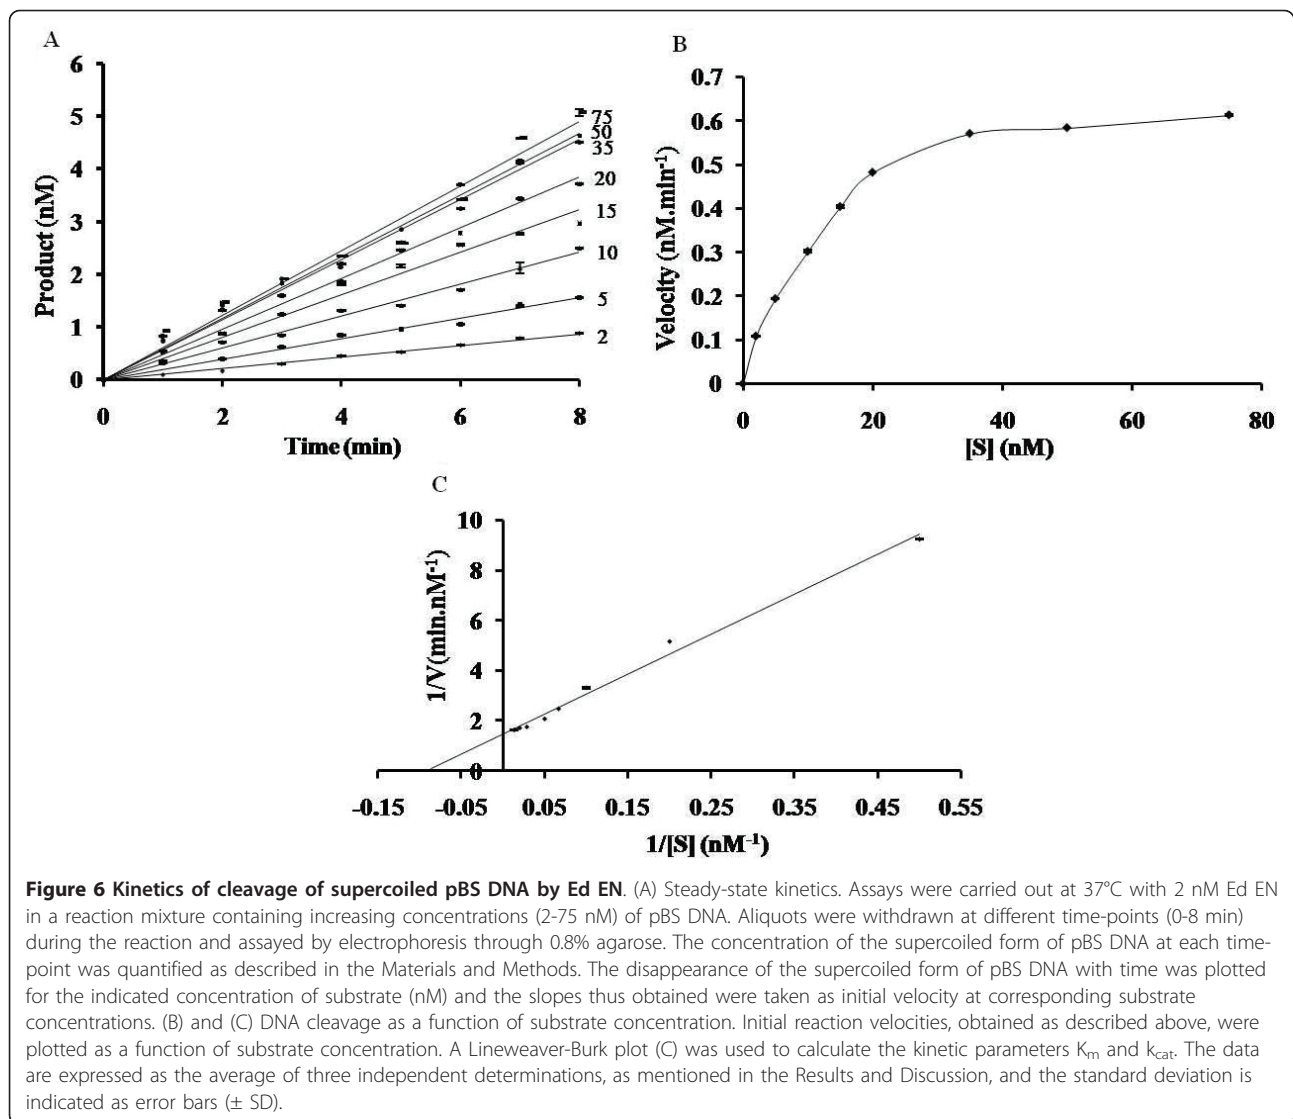 A
6
5
4
3
2
1
0
Product (nM)
0 2 4 6 8
Time (min)
75
50
35
20
15
10
5
2
B
0.7
0.6
0.5
0.4
0.3
0.2
0.1
0
Velocity (nM.min⁻¹)
0 20 40 60 80
[S] (nM)
C
10
8
6
4
2
0
1/V(min.nM⁻¹)
-0.15 -0.05 0.05 0.15 0.25 0.35 0.45 0.55
1/[S] (nM⁻¹)
Figure 6 Kinetics of cleavage of supercoiled pBS DNA by Ed EN. (A) Steady-state kinetics. Assays were carried out at 37°C with 2 nM Ed EN
in a reaction mixture containing increasing concentrations (2-75 nM) of pBS DNA. Aliquots were withdrawn at different time-points (0-8 min)
during the reaction and assayed by electrophoresis through 0.8% agarose. The concentration of the supercoiled form of pBS DNA at each time-
point was quantified as described in the Materials and Methods. The disappearance of the supercoiled form of pBS DNA with time was plotted
for the indicated concentration of substrate (nM) and the slopes thus obtained were taken as initial velocity at corresponding substrate
concentrations. (B) and (C) DNA cleavage as a function of substrate concentration. Initial reaction velocities, obtained as described above, were
plotted as a function of substrate concentration. A Lineweaver-Burk plot (C) was used to calculate the kinetic parameters Kₘ and k꜀ₐₜ. The data
are expressed as the average of three independent determinations, as mentioned in the Results and Discussion, and the standard deviation is
indicated as error bars (± SD).